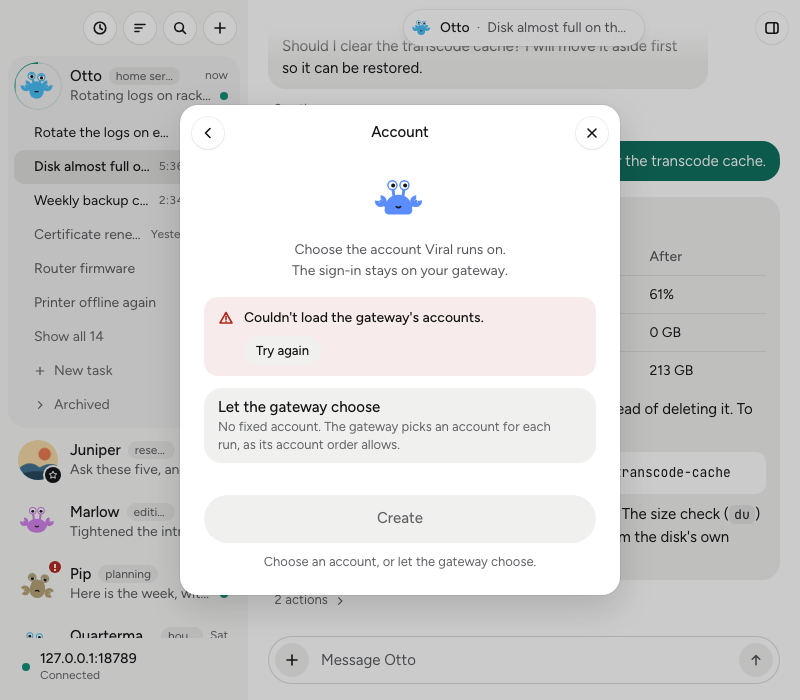 Otto home ser... now
Rotating logs on rack...
Rotate the logs on e...
Disk almost full o... 5:36
Weekly backup c... 2:34
Certificate rene... Yeste
Router firmware
Printer offline again
Show all 14
New task
Archived
Juniper rese...
Ask these five, an
Marlow editi...
Tightened the intr
Pip planning
Here is the week, wit...
Quarterma hou Sat
127.0.0.1:18789
Connected
Otto · Disk almost full on th...
Should I clear the transcode cache? I will move it aside first
so it can be restored.
the transcode cache.
After
61%
0 GB
213 GB
ead of deleting it. To
transcode-cache
The size check ( du )
m the disk's own
2 actions
Message Otto
Account
Choose the account Viral runs on.
The sign-in stays on your gateway.
Couldn't load the gateway's accounts.
Try again
Let the gateway choose
No fixed account. The gateway picks an account for each
run, as its account order allows.
Create
Choose an account, or let the gateway choose.